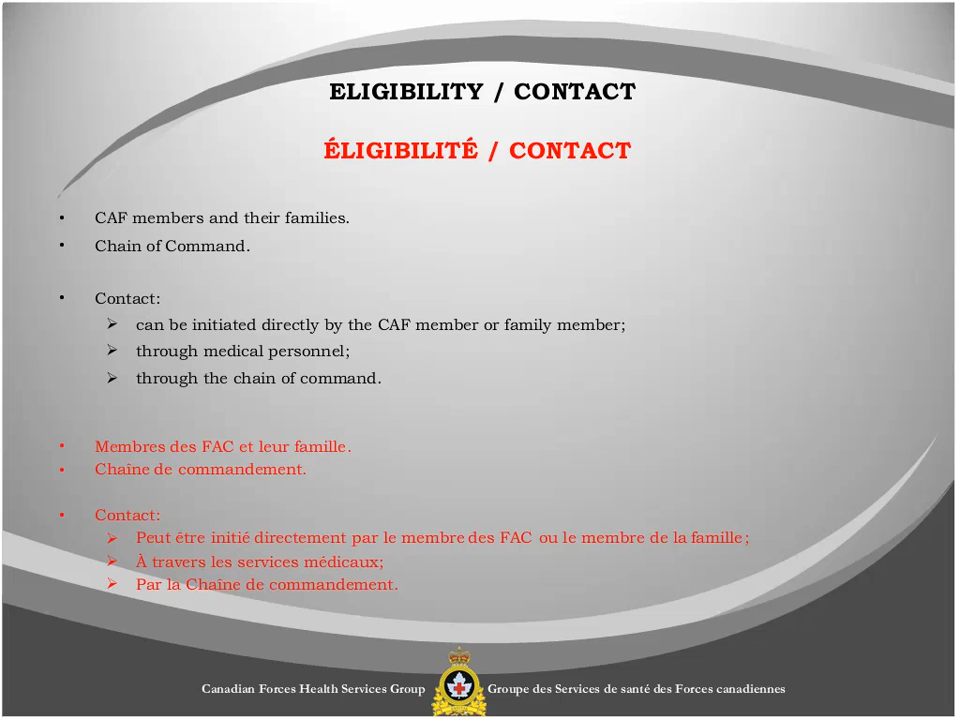 ELIGIBILITY / CONTACT
ÉLIGIBILITÉ / CONTACT
• CAF members and their families.
• Chain of Command.
• Contact:
➢ can be initiated directly by the CAF member or family member;
➢ through medical personnel;
➢ through the chain of command.
• Membres des FAC et leur famille.
• Chaîne de commandement.
• Contact:
➢ Peut être initié directement par le membre des FAC ou le membre de la famille;
➢ À travers les services médicaux;
➢ Par la Chaîne de commandement.
Canadian Forces Health Services Group Groupe des Services de santé des Forces canadiennes